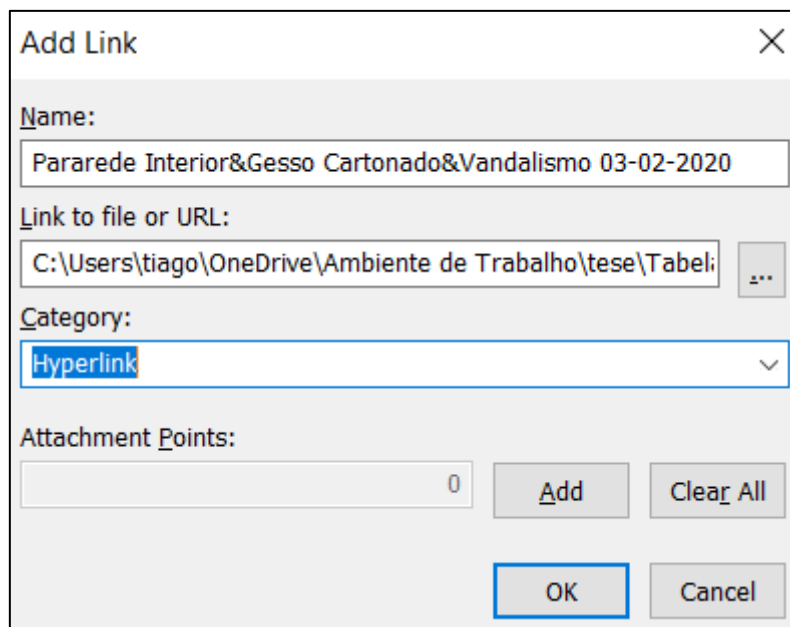 Add Link
Name:
Pararede Interior&Gesso Cartonado&Vandalismo 03-02-2020
Link to file or URL:
C:\Users\tiago\OneDrive\Ambiente de Trabalho\tese\Tabela
...
Category:
Hyperlink
Attachment Points:
0 Add Clear All
OK Cancel